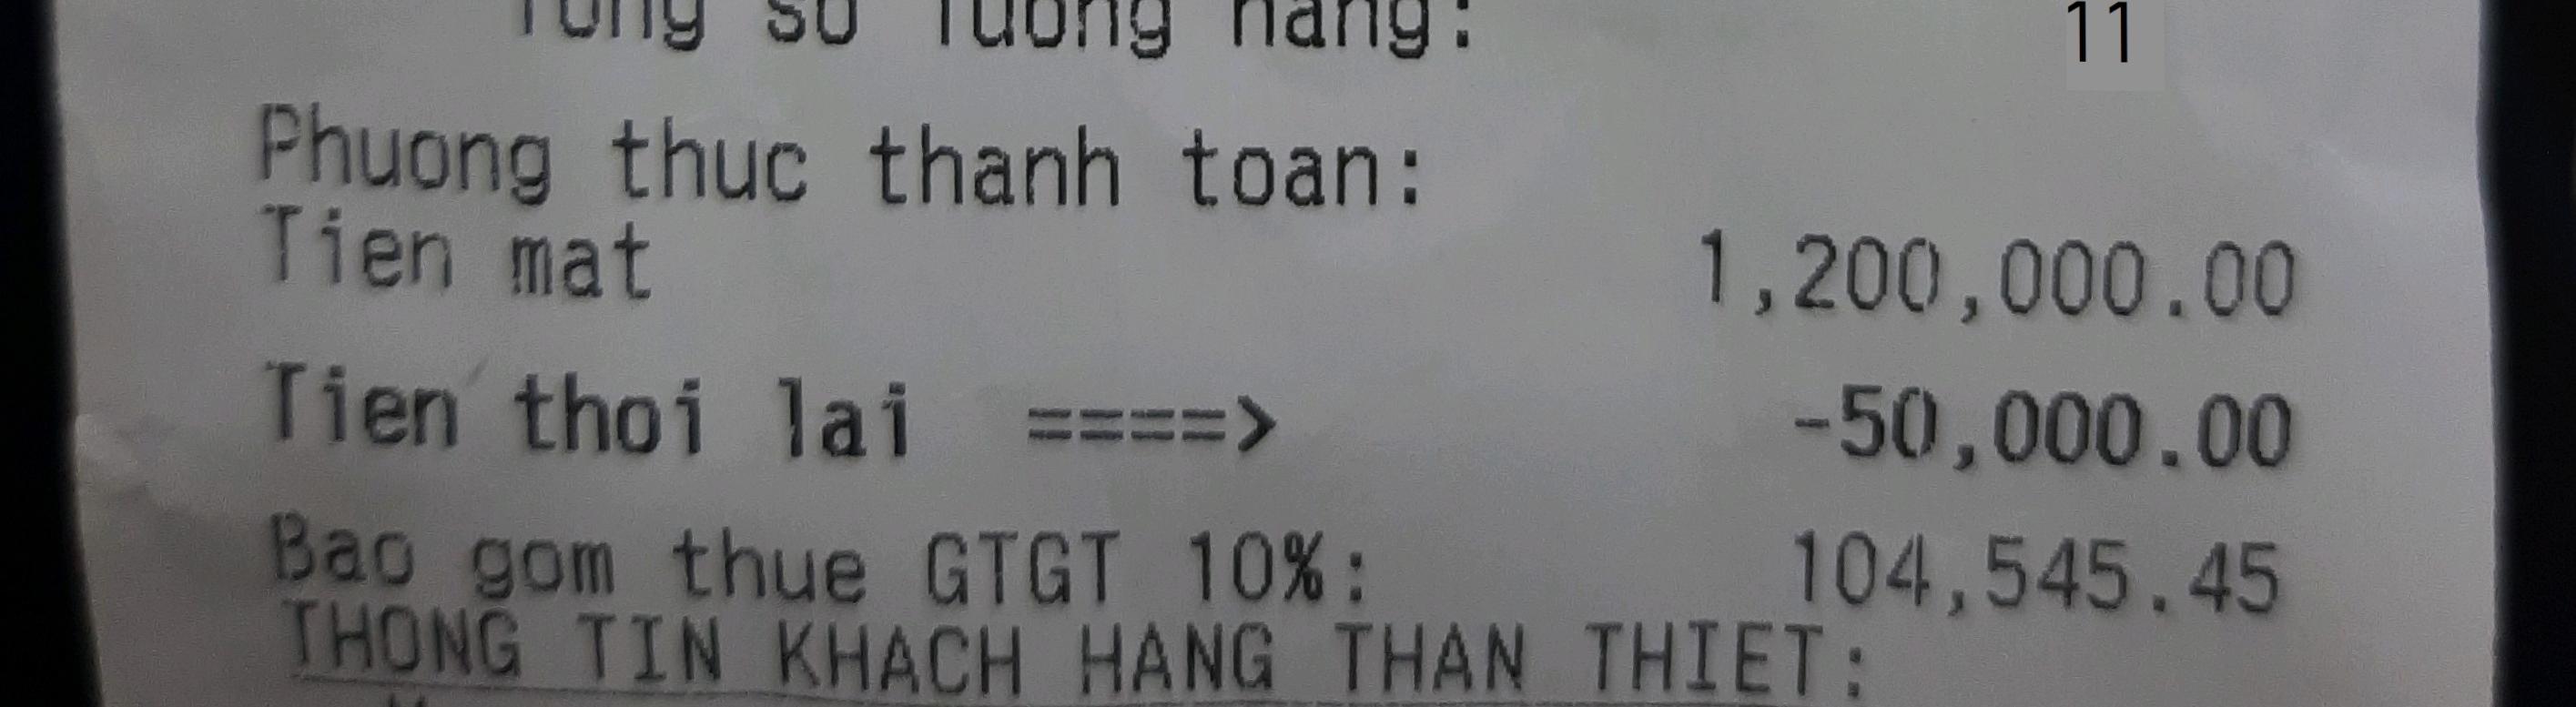 Tong so luong hang: 11
Phuong thuc thanh toan:
Tien mat 1,200,000.00
Tien thoi lai ====> -50,000.00
Bao gom thue GTGT 10%: 104,545.45
THONG TIN KHACH HANG THAN THIET: